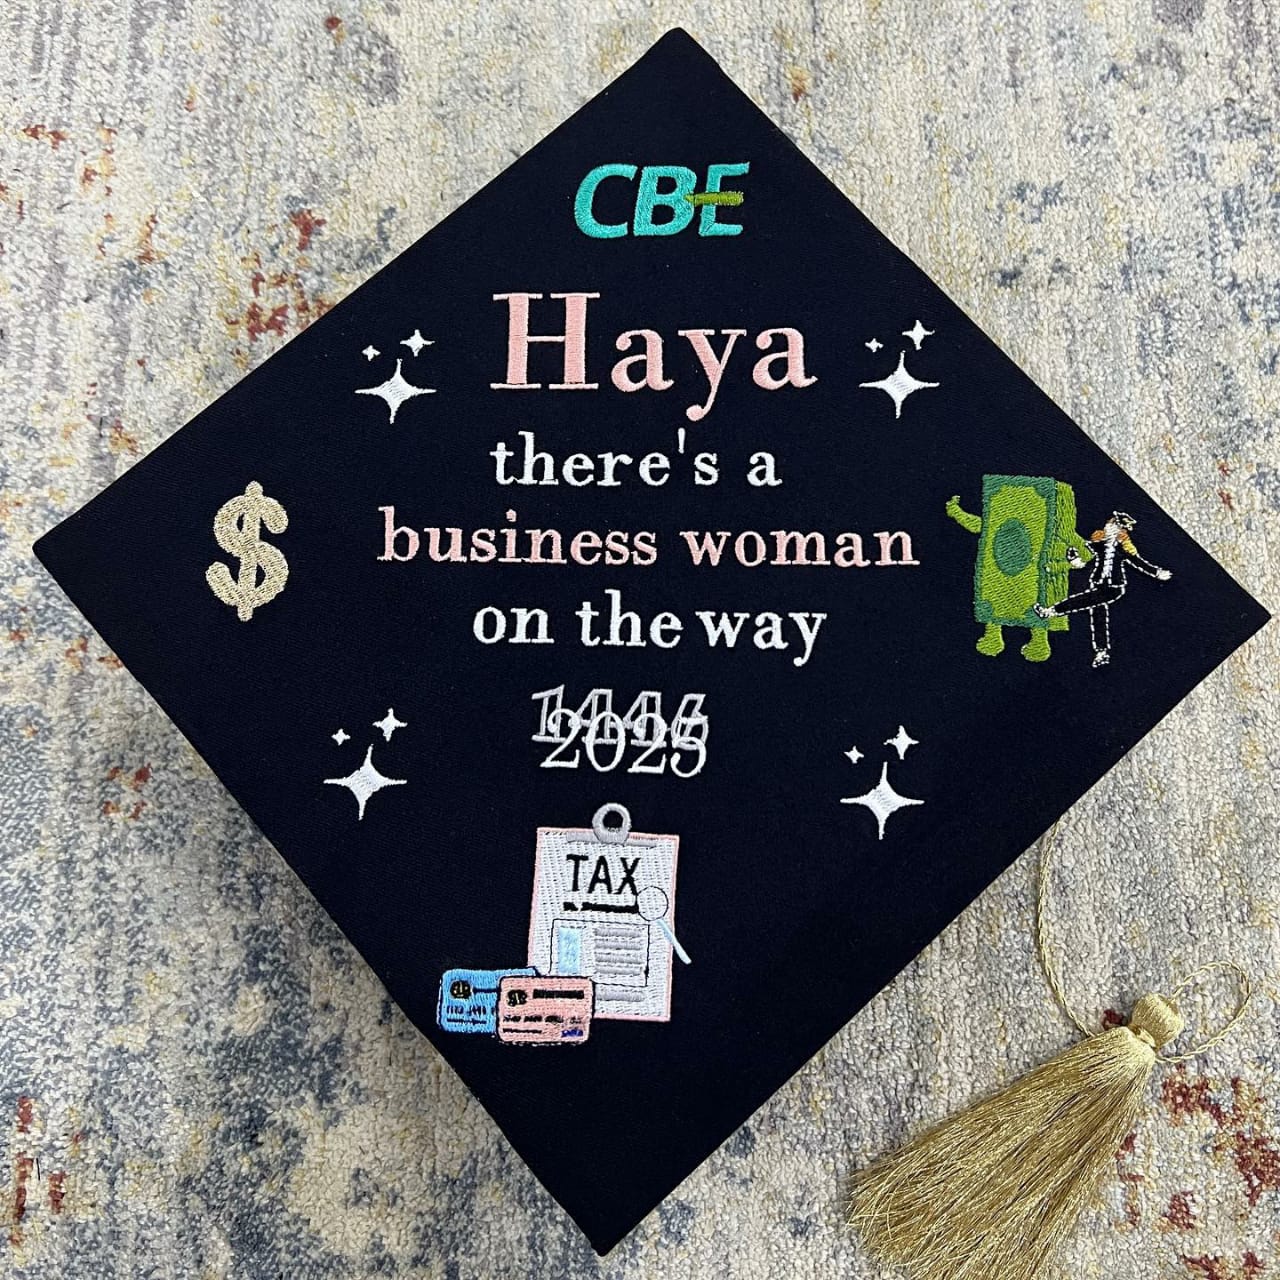 CBE
Haya
there's a
business woman
on the way
1446
2025
TAX